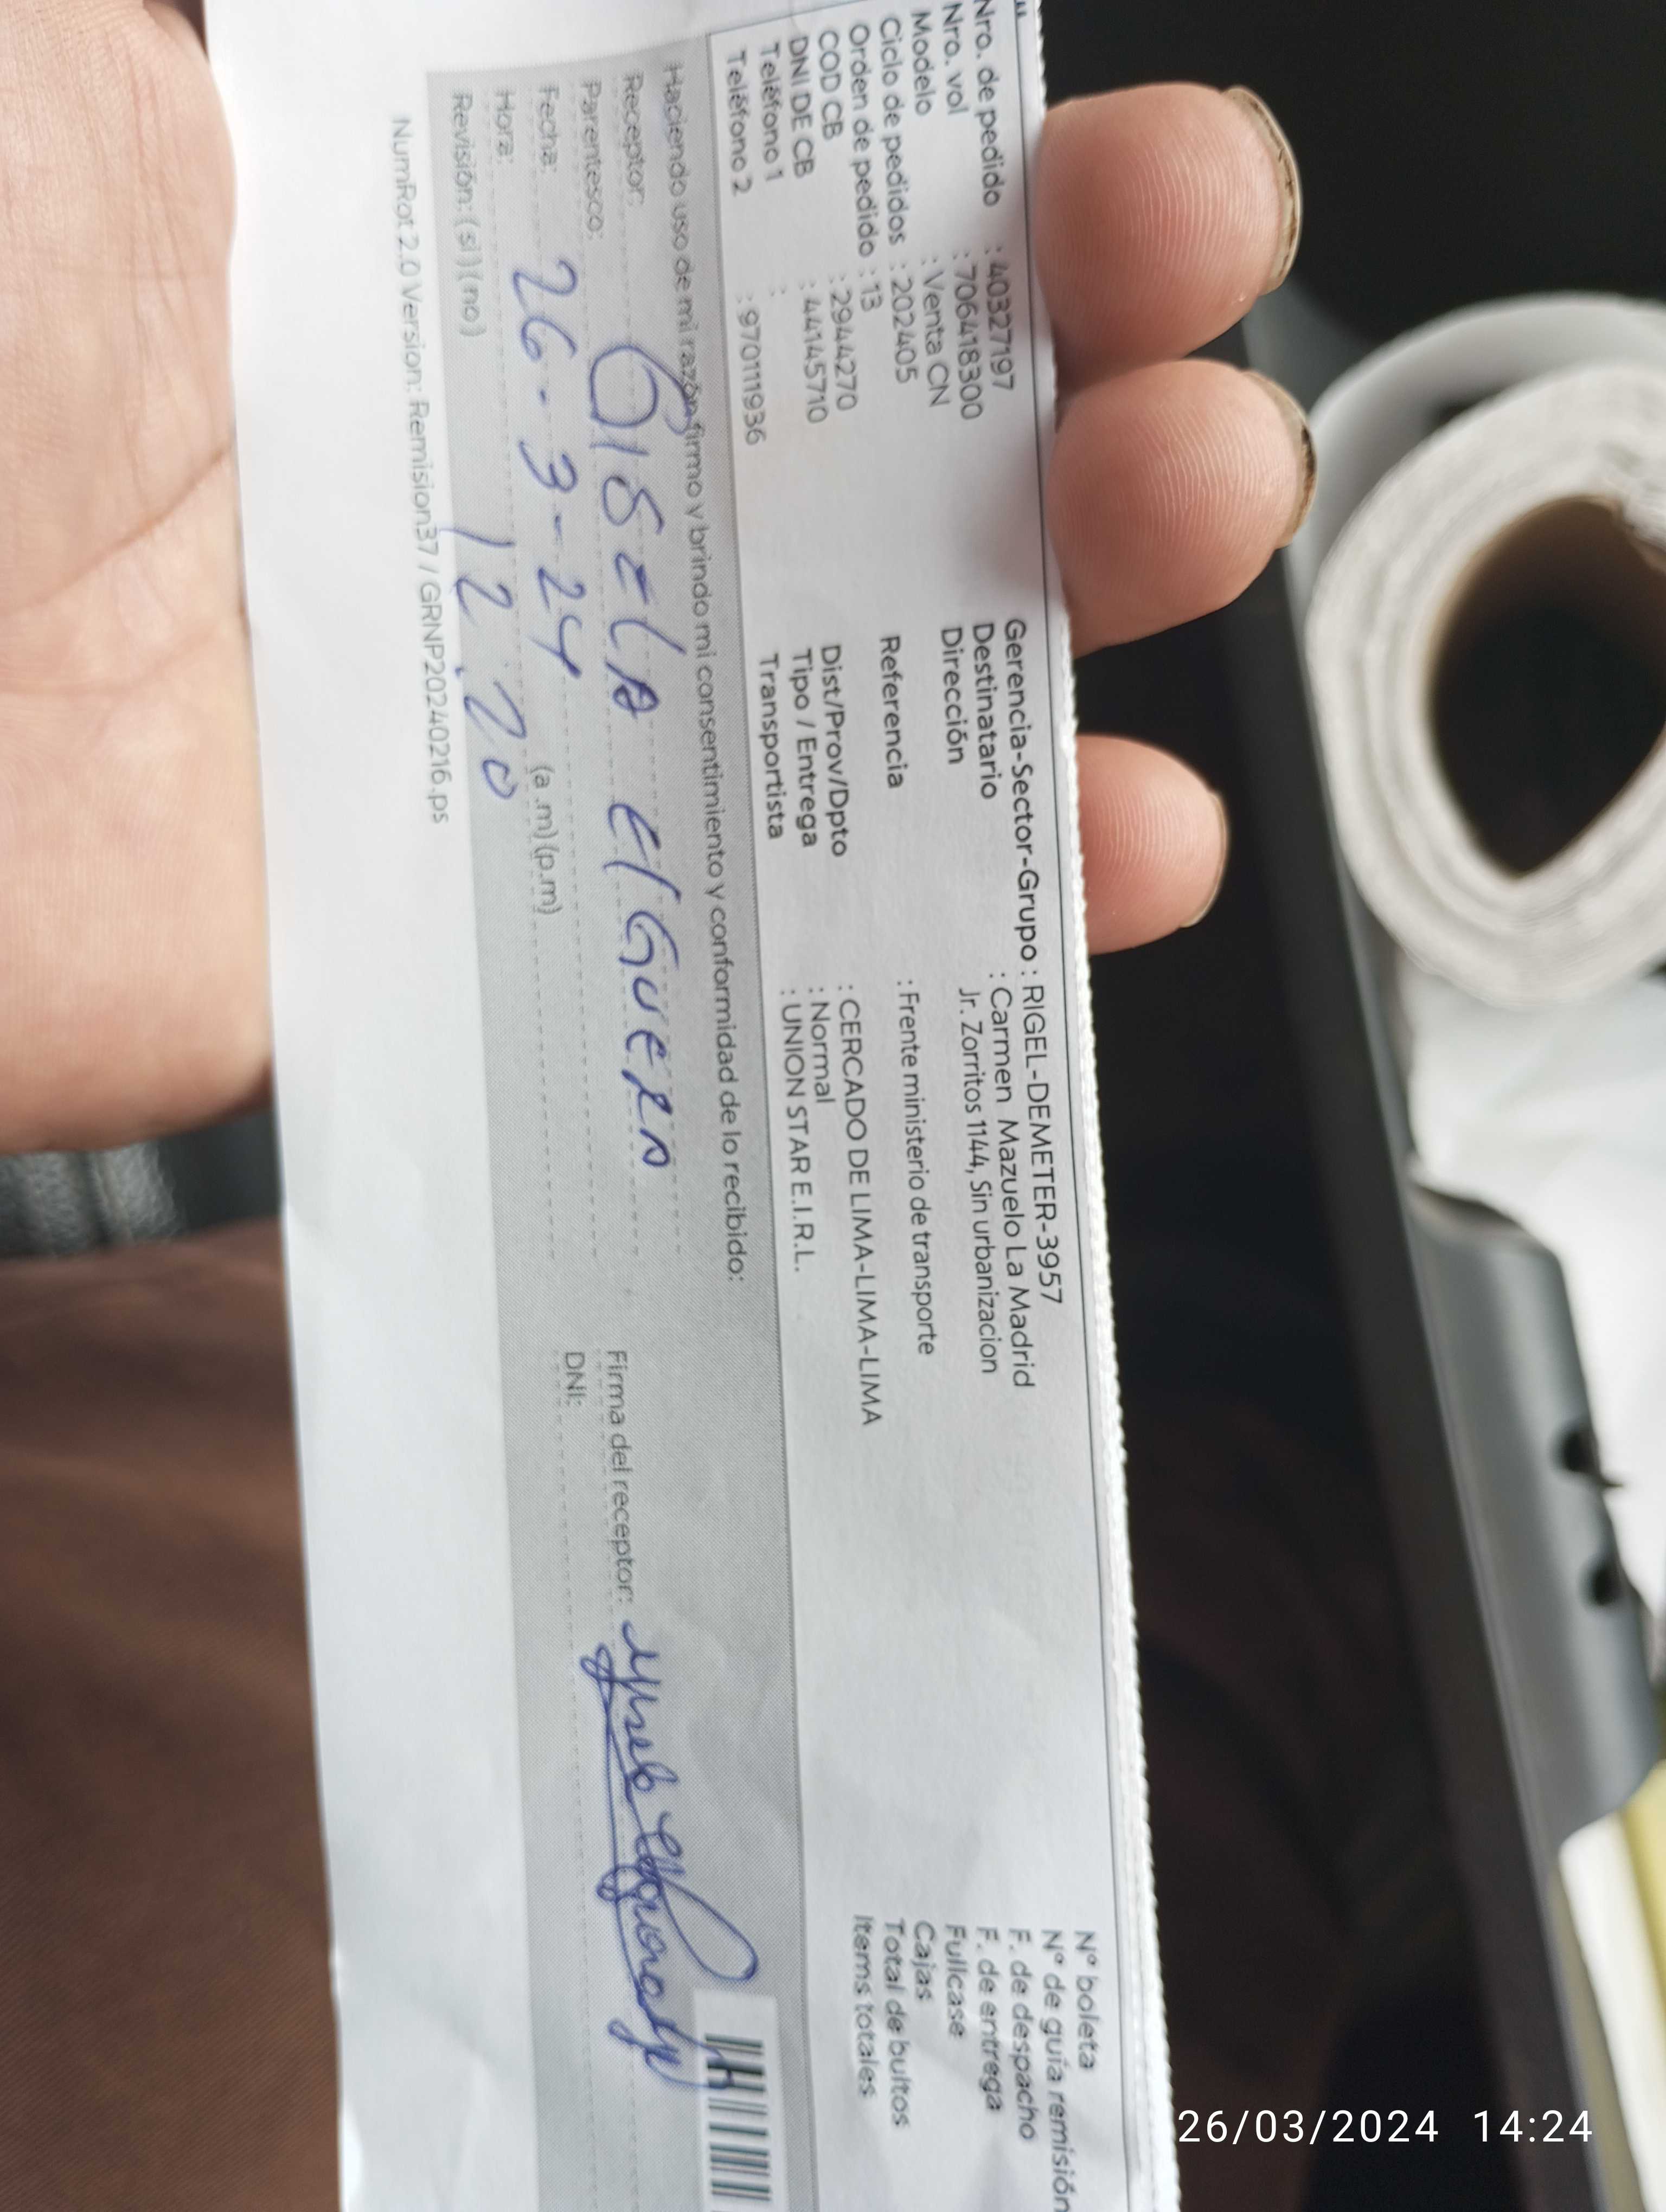 Nro. de pedido : 40327197
Nro. vol : 706418300
Modelo : Venta CN
Ciclo de pedidos : 202405
Orden de pedido : 13
COD CB : 2944270
DNI DE CB : 44145710
Teléfono 1 :
Teléfono 2 : 970111936
Gerencia-Sector-Grupo : RIGEL-DEMETER-3957
Destinatario : Carmen Mazuelo La Madrid
Dirección Jr. Zorritos 1144, Sin urbanizacion
Referencia : Frente ministerio de transporte
Dist/Prov/Dpto : CERCADO DE LIMA-LIMA-LIMA
Tipo / Entrega : Normal
Transportista : UNION STAR E.I.R.L.
N° boleta
N° de guía remisión
F. de despacho
F. de entrega
Fullcase
Cajas
Total de bultos
Items totales
Haciendo uso de mi razón firmo y brindo mi consentimiento y conformidad de lo recibido:
Receptor: GISELA ElGUERA
Parentesco:
Fecha: 26-3-24
Hora: 12.20 (a .m) (p.m)
Revisión: ( si ) ( no )
Firma del receptor:
DNI:
NumRot 2.0 Version: Remision37 / GRNP20240216.ps
26/03/2024 14:24